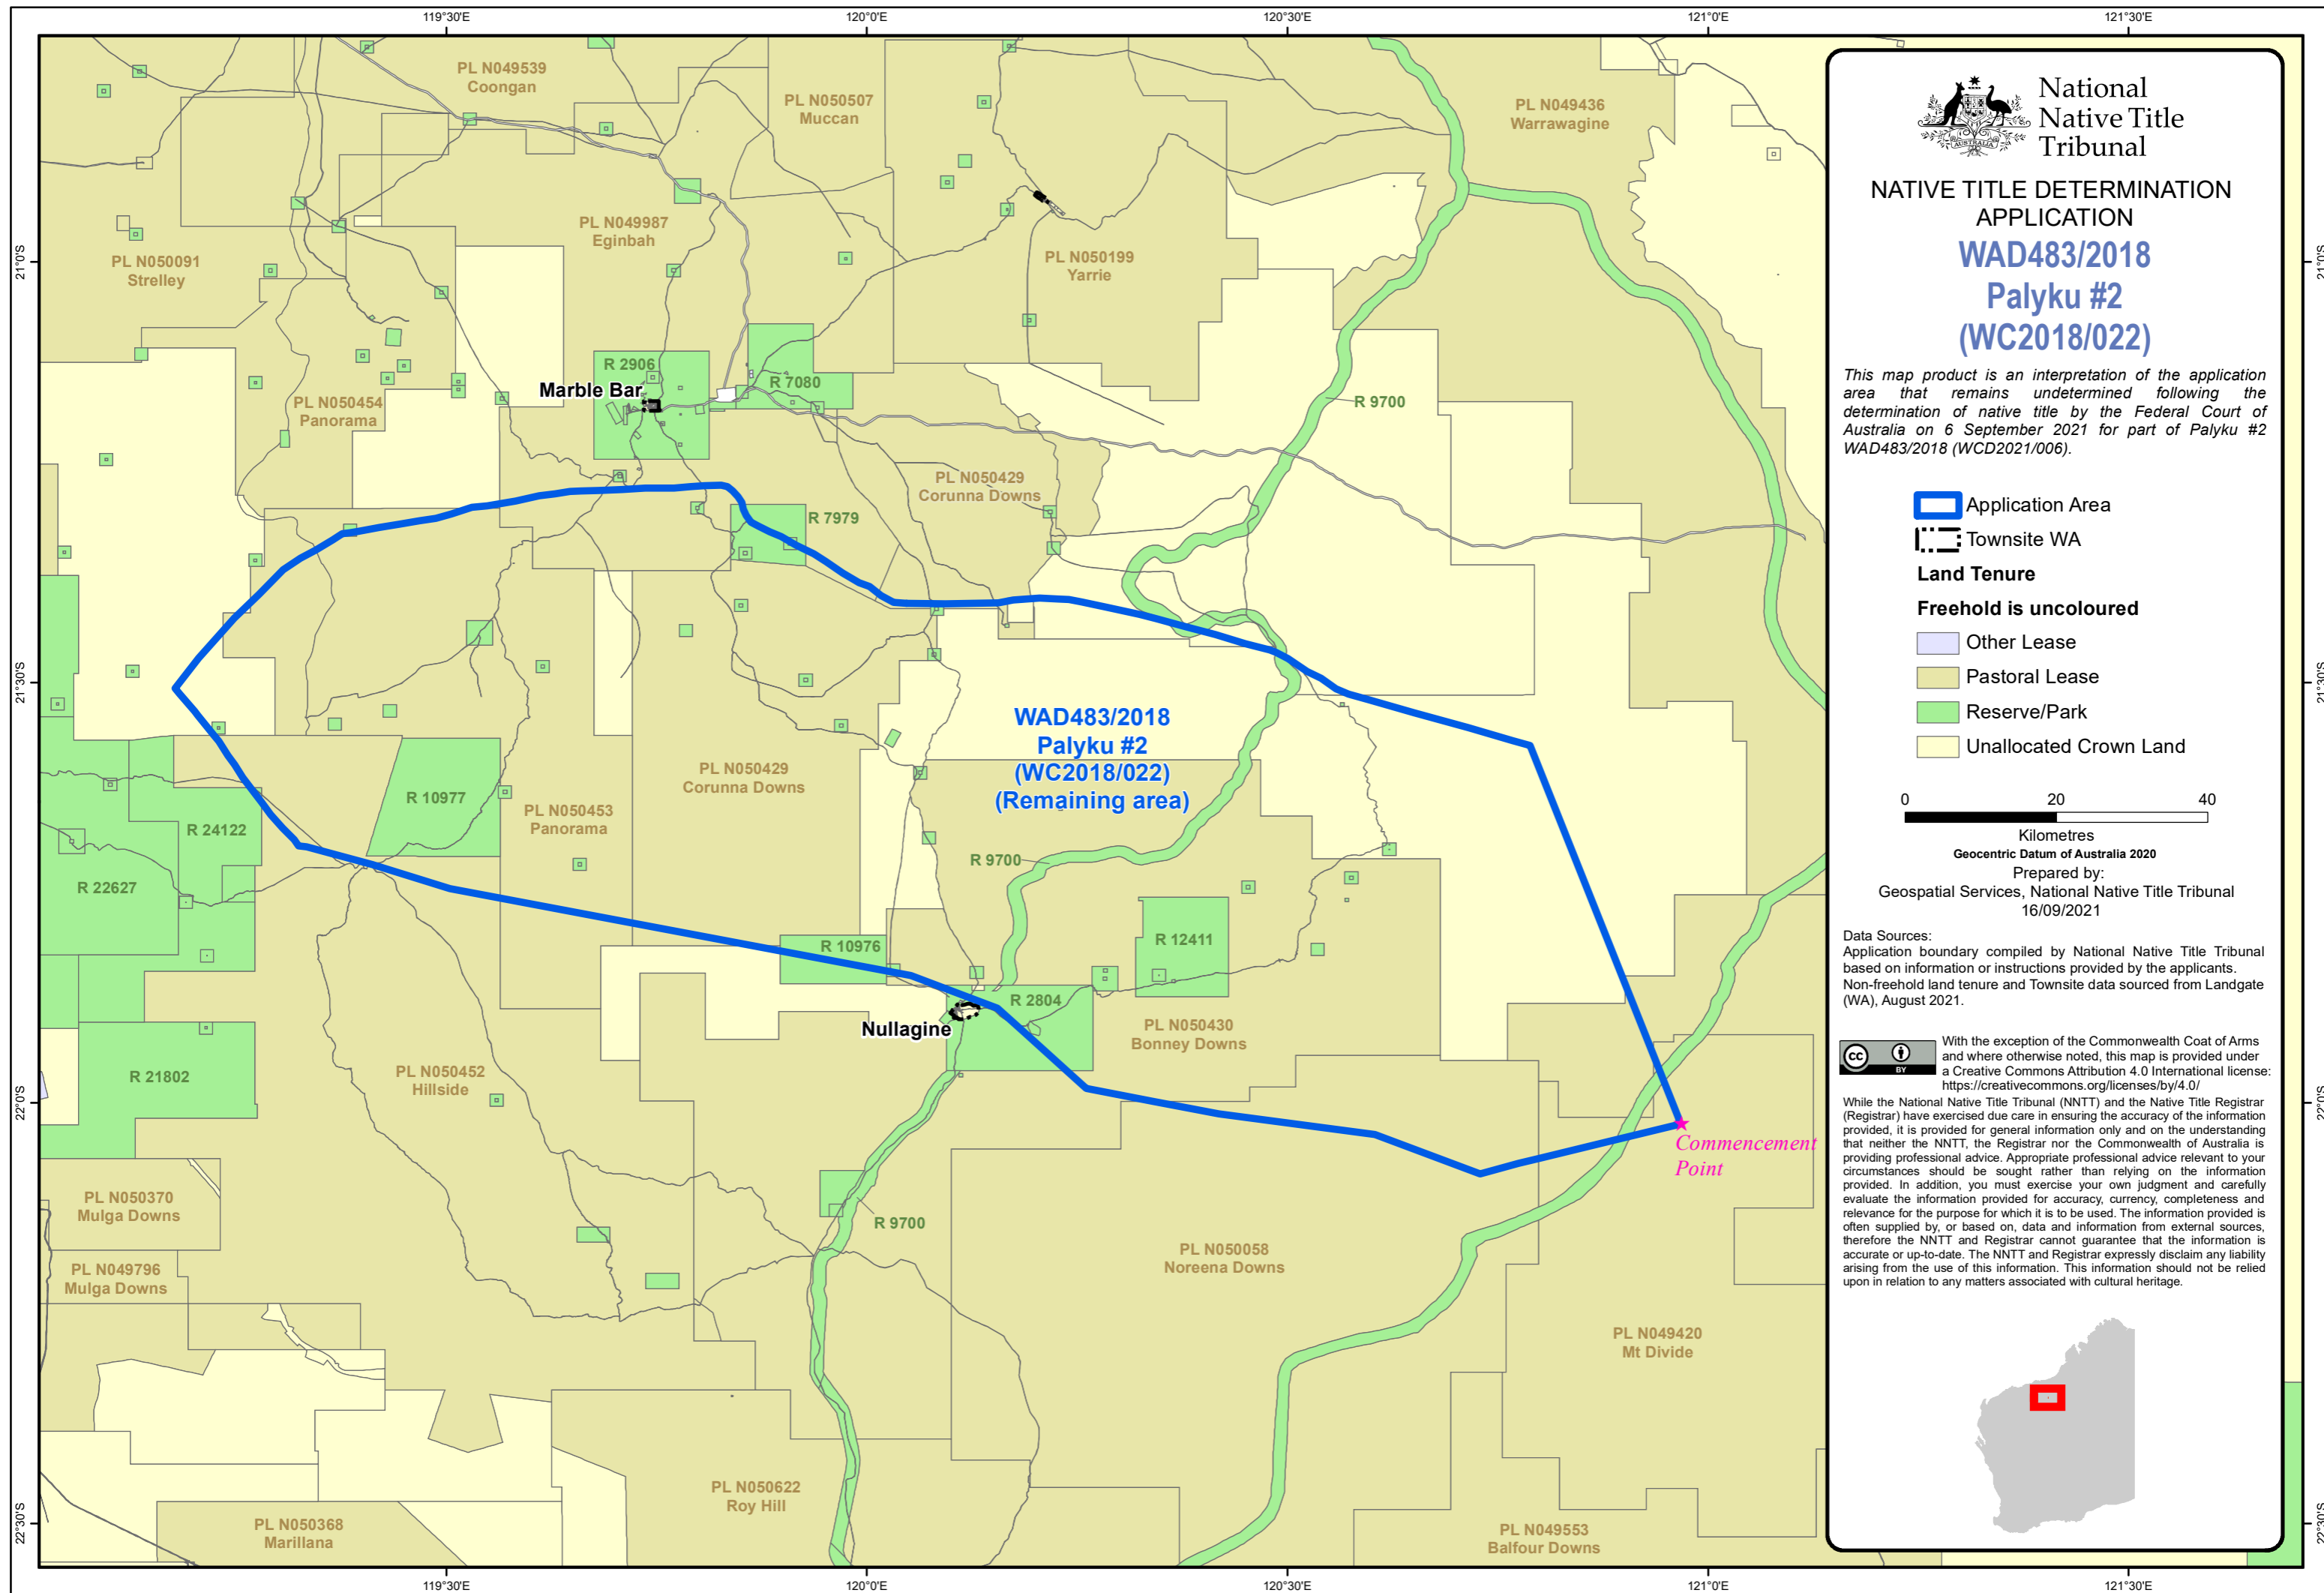 119°30'E
120°0'E
120°30'E
121°0'E
121°30'E
21°0'S
21°30'S
22°0'S
22°30'S
PL N049539
Coongan
PL N050507
Muccan
PL N049436
Warrawagine
PL N049987
Eginbah
PL N050091
Strelley
PL N050199
Yarrie
R 2906
Marble Bar
R 7080
PL N050454
Panorama
R 9700
PL N050429
Corunna Downs
R 7979
WAD483/2018
Palyku #2
(WC2018/022)
(Remaining area)
PL N050429
Corunna Downs
R 10977
PL N050453
Panorama
R 24122
R 22627
R 9700
R 12411
R 10976
R 2804
Nullagine
PL N050430
Bonney Downs
R 21802
PL N050452
Hillside
Commencement
Point
PL N050370
Mulga Downs
R 9700
PL N050058
Noreena Downs
PL N049796
Mulga Downs
PL N049420
Mt Divide
PL N050622
Roy Hill
PL N050368
Marillana
PL N049553
Balfour Downs
119°30'E
120°0'E
120°30'E
121°0'E
121°30'E
21°0'S
21°30'S
22°0'S
22°30'S
AUSTRALIA
National
Native Title
Tribunal
NATIVE TITLE DETERMINATION
APPLICATION
WAD483/2018
Palyku #2
(WC2018/022)
This map product is an interpretation of the application
area that remains undetermined following the
determination of native title by the Federal Court of
Australia on 6 September 2021 for part of Palyku #2
WAD483/2018 (WCD2021/006).
Application Area
Townsite WA
Land Tenure
Freehold is uncoloured
Other Lease
Pastoral Lease
Reserve/Park
Unallocated Crown Land
0 20 40
Kilometres
Geocentric Datum of Australia 2020
Prepared by:
Geospatial Services, National Native Title Tribunal
16/09/2021
Data Sources:
Application boundary compiled by National Native Title Tribunal
based on information or instructions provided by the applicants.
Non-freehold land tenure and Townsite data sourced from Landgate
(WA), August 2021.
cc BY
With the exception of the Commonwealth Coat of Arms
and where otherwise noted, this map is provided under
a Creative Commons Attribution 4.0 International license:
https://creativecommons.org/licenses/by/4.0/
While the National Native Title Tribunal (NNTT) and the Native Title Registrar
(Registrar) have exercised due care in ensuring the accuracy of the information
provided, it is provided for general information only and on the understanding
that neither the NNTT, the Registrar nor the Commonwealth of Australia is
providing professional advice. Appropriate professional advice relevant to your
circumstances should be sought rather than relying on the information
provided. In addition, you must exercise your own judgment and carefully
evaluate the information provided for accuracy, currency, completeness and
relevance for the purpose for which it is to be used. The information provided is
often supplied by, or based on, data and information from external sources,
therefore the NNTT and Registrar cannot guarantee that the information is
accurate or up-to-date. The NNTT and Registrar expressly disclaim any liability
arising from the use of this information. This information should not be relied
upon in relation to any matters associated with cultural heritage.